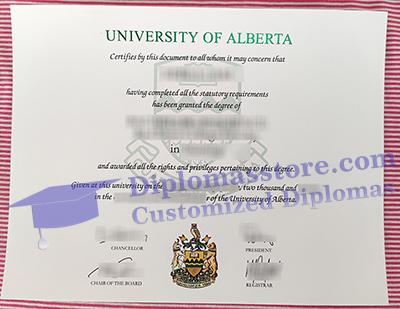 UNIVERSITY OF ALBERTA
Certifies by this document to all whom it may concern that
having completed all the statutory requirements
has been granted the degree of
in
and awarded all the rights and privileges pertaining to this degree.
Given at this university on the two thousand and
in the r of the University of Alberta.
Diplomasstore.com
Customized Diplomas
CHANCELLOR
PRESIDENT
CHAIR OF THE BOARD
REGISTRAR